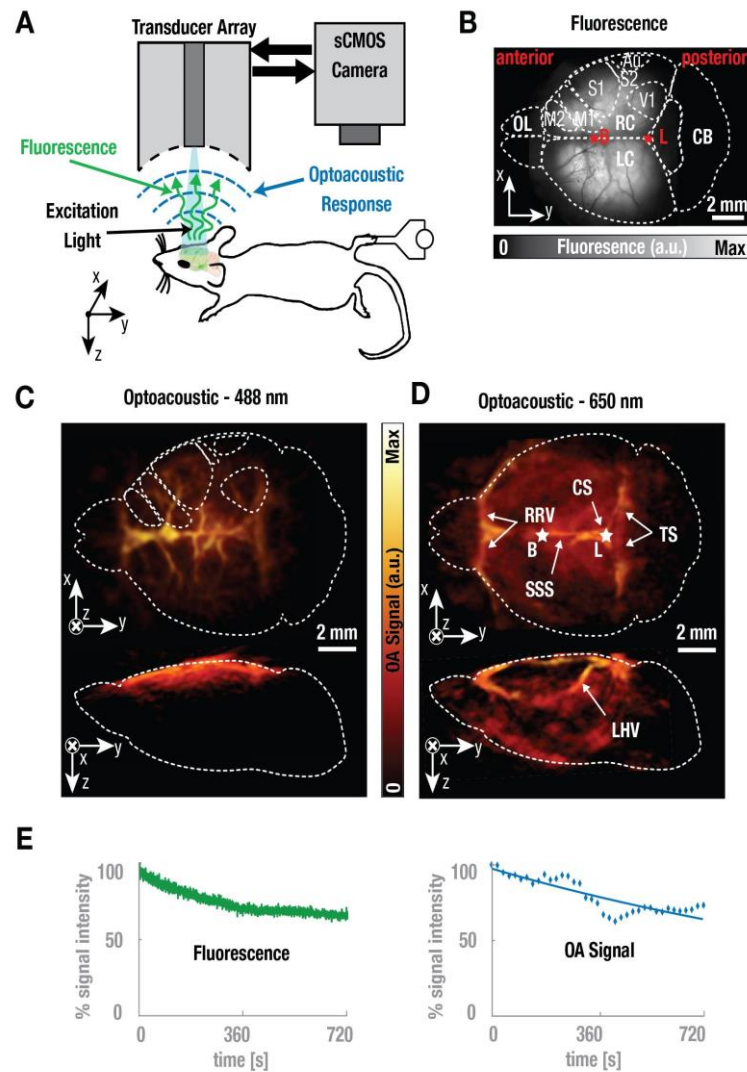 A
Transducer Array
sCMOS
Camera
Fluorescence
Optoacoustic
Response
Excitation
Light
x
y
z
B
Fluorescence
anterior
posterior
Au
S2
S1
V1
M2
M1
RC
OL
B
L
CB
LC
x
y
2 mm
0
Fluoresence (a.u.)
Max
C
Optoacoustic - 488 nm
x
z
y
2 mm
x
y
z
Max
OA Signal (a.u.)
0
D
Optoacoustic - 650 nm
CS
RRV
TS
B
L
SSS
x
z
y
2 mm
LHV
x
y
z
E
% signal intensity
100
50
0
Fluorescence
0
360
720
time [s]
% signal intensity
100
50
0
OA Signal
0
360
720
time [s]